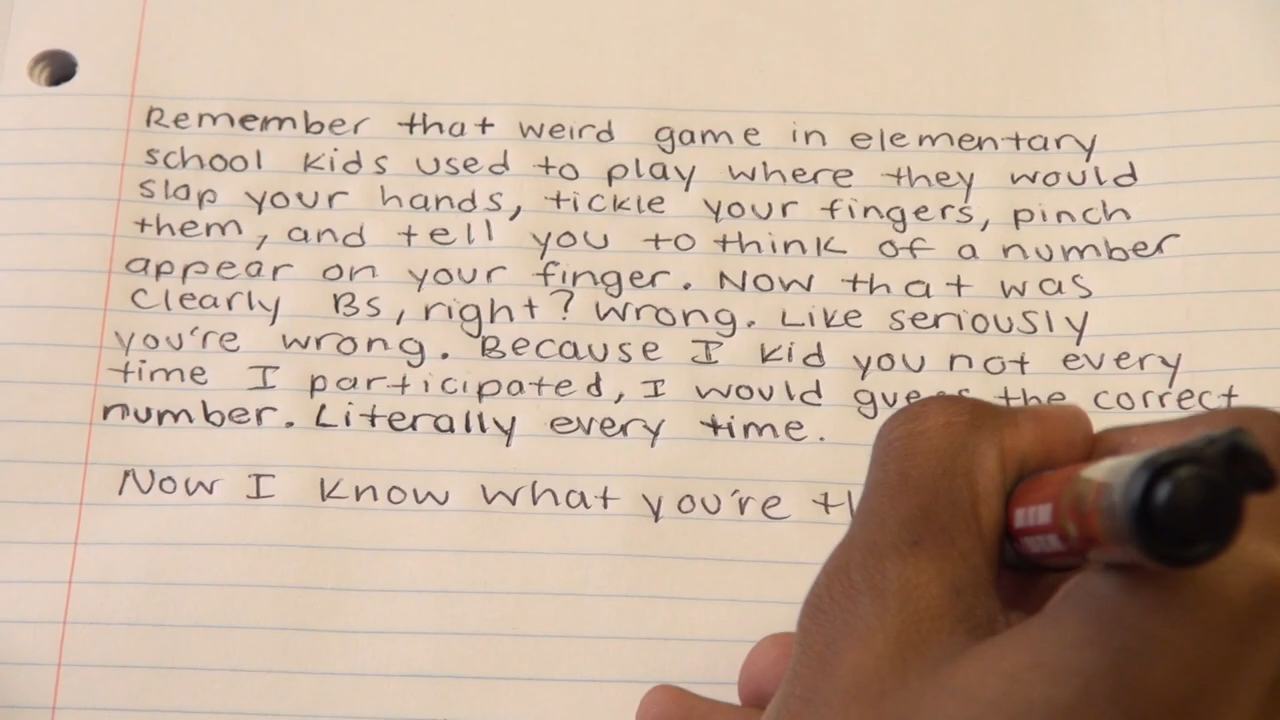 Remember that weird game in elementary
school kids used to play where they would
slap your hands, tickle your fingers, pinch
them, and tell you to think of a number
appear on your finger. Now that was
clearly BS, right? Wrong. Like seriously
you're wrong. Because I kid you not every
time I participated, I would guess the correct
number. Literally every time.
Now I know what you're